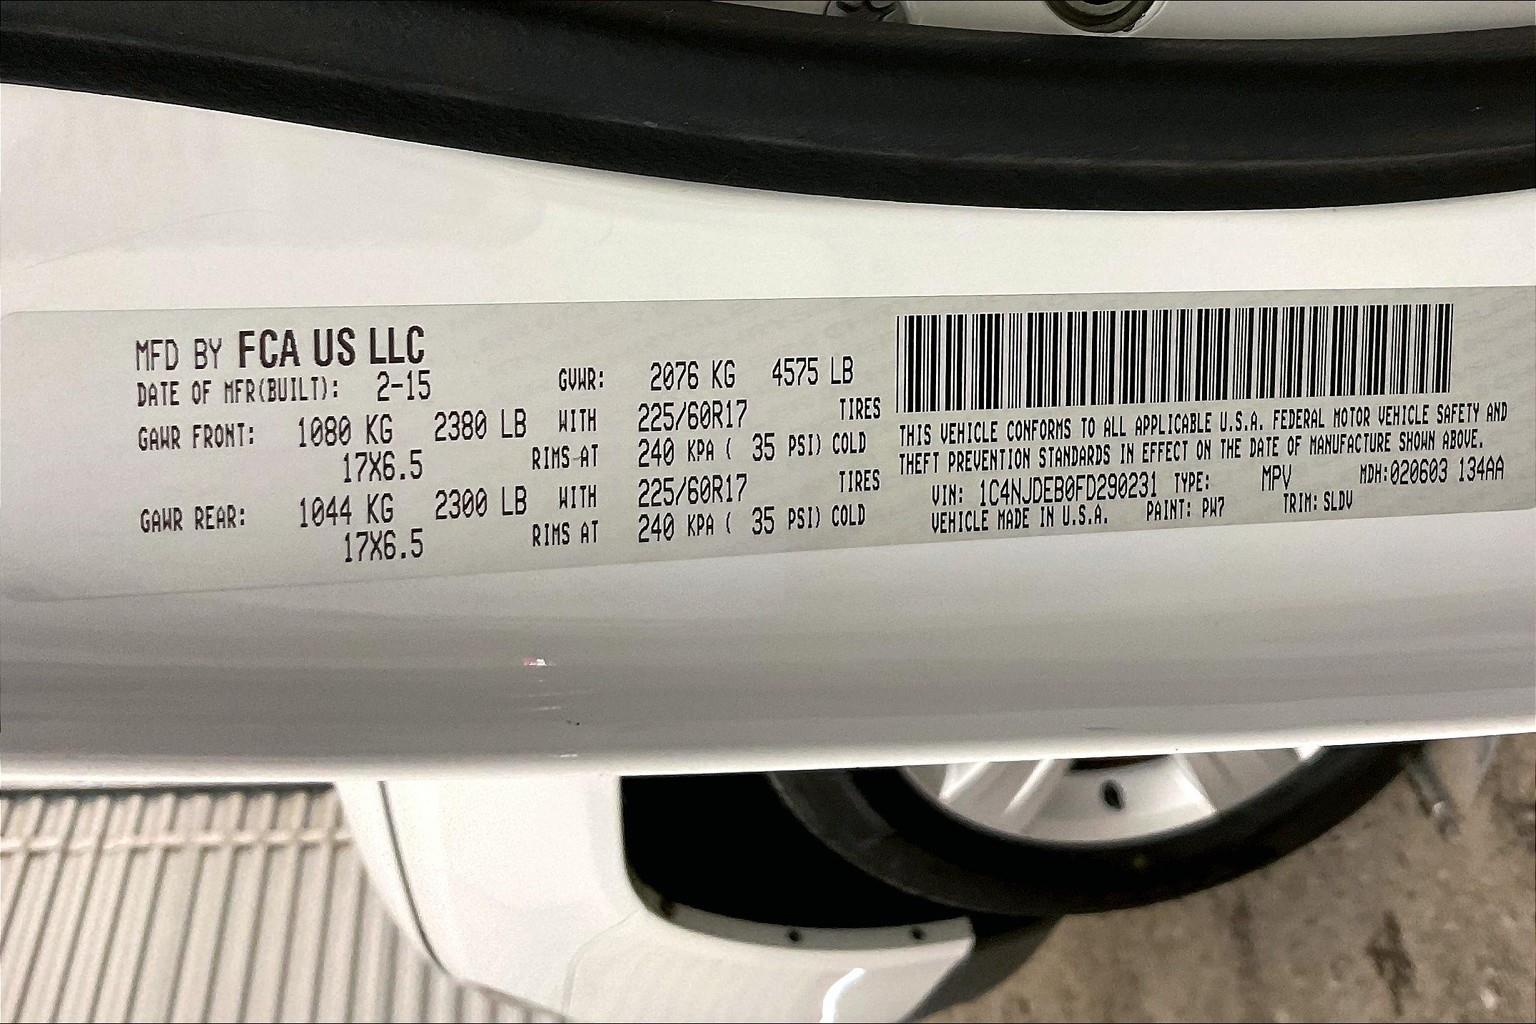 MFD BY FCA US LLC
DATE OF MFR(BUILT): 2-15 GVWR: 2076 KG 4575 LB
GAWR FRONT: 1080 KG 2380 LB WITH 225/60R17 TIRES
17X6.5 RIMS AT 240 KPA ( 35 PSI) COLD
GAWR REAR: 1044 KG 2300 LB WITH 225/60R17 TIRES
17X6.5 RIMS AT 240 KPA ( 35 PSI) COLD
THIS VEHICLE CONFORMS TO ALL APPLICABLE U.S.A. FEDERAL MOTOR VEHICLE SAFETY AND
THEFT PREVENTION STANDARDS IN EFFECT ON THE DATE OF MANUFACTURE SHOWN ABOVE.
VIN: 1C4NJDEB0FD290231 TYPE: MPV MDH:020603 134AA
VEHICLE MADE IN U.S.A. PAINT: PW7 TRIM: SLDV